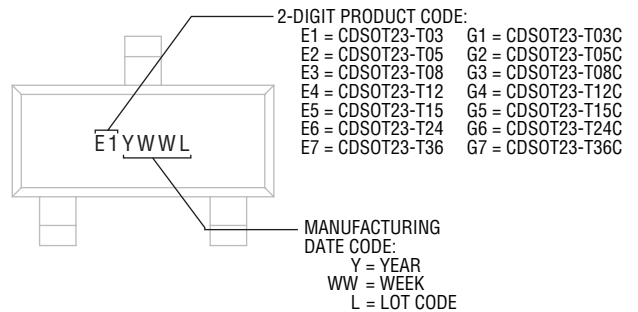 2-DIGIT PRODUCT CODE:
E1 = CDSOT23-T03 G1 = CDSOT23-T03C
E2 = CDSOT23-T05 G2 = CDSOT23-T05C
E3 = CDSOT23-T08 G3 = CDSOT23-T08C
E4 = CDSOT23-T12 G4 = CDSOT23-T12C
E5 = CDSOT23-T15 G5 = CDSOT23-T15C
E6 = CDSOT23-T24 G6 = CDSOT23-T24C
E7 = CDSOT23-T36 G7 = CDSOT23-T36C
E1YWWL
MANUFACTURING
DATE CODE:
Y = YEAR
WW = WEEK
L = LOT CODE